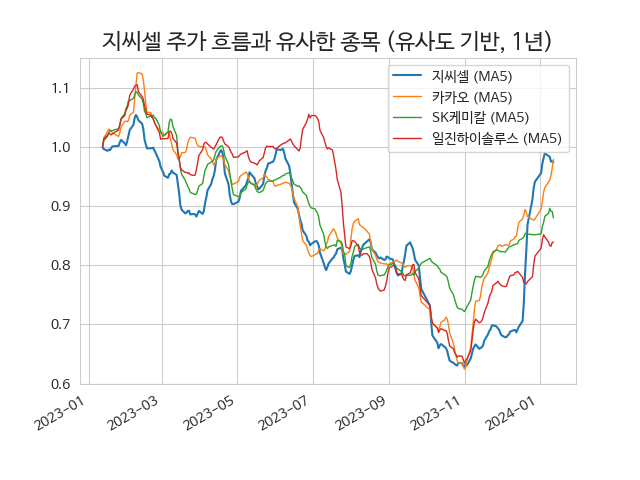 지씨셀 주가 흐름과 유사한 종목 (유사도 기반, 1년)
지씨셀 (MA5)
카카오 (MA5)
SK케미칼 (MA5)
일진하이솔루스 (MA5)
1.1
1.0
0.9
0.8
0.7
0.6
2023-01
2023-03
2023-05
2023-07
2023-09
2023-11
2024-01